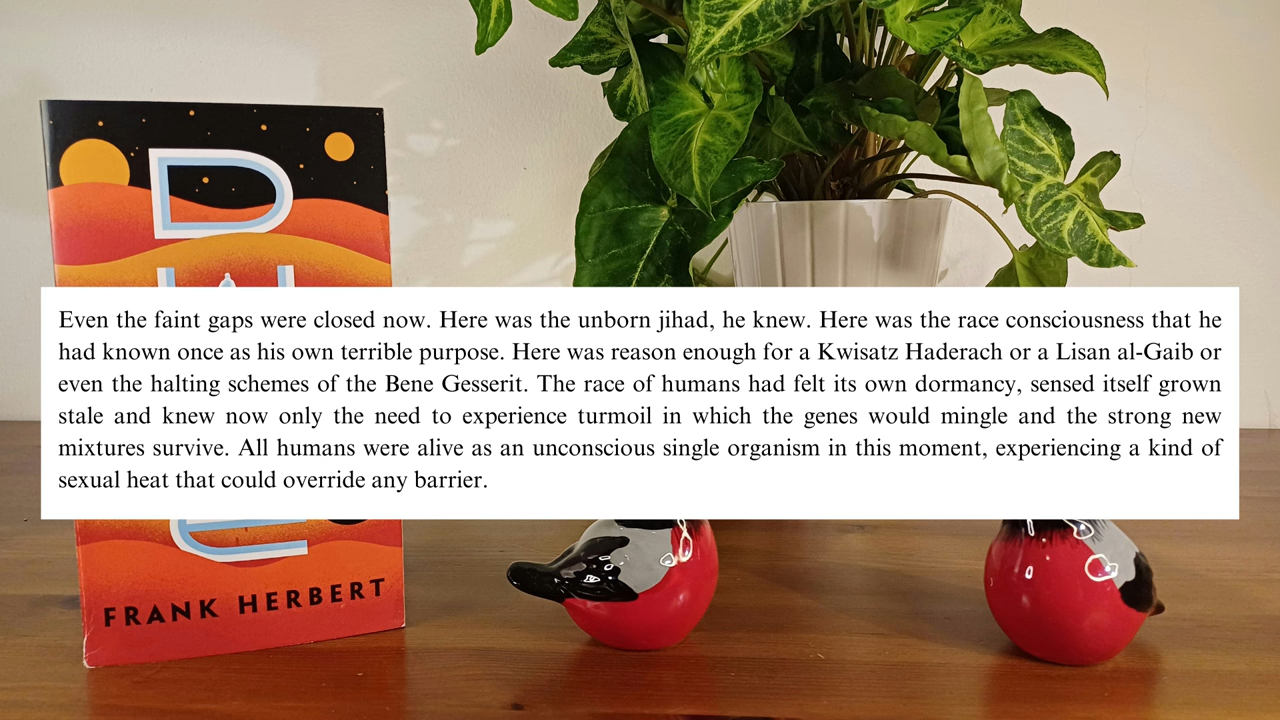 D
Even the faint gaps were closed now. Here was the unborn jihad, he knew. Here was the race consciousness that he
had known once as his own terrible purpose. Here was reason enough for a Kwisatz Haderach or a Lisan al-Gaib or
even the halting schemes of the Bene Gesserit. The race of humans had felt its own dormancy, sensed itself grown
stale and knew now only the need to experience turmoil in which the genes would mingle and the strong new
mixtures survive. All humans were alive as an unconscious single organism in this moment, experiencing a kind of
sexual heat that could override any barrier.
FRANK HERBERT